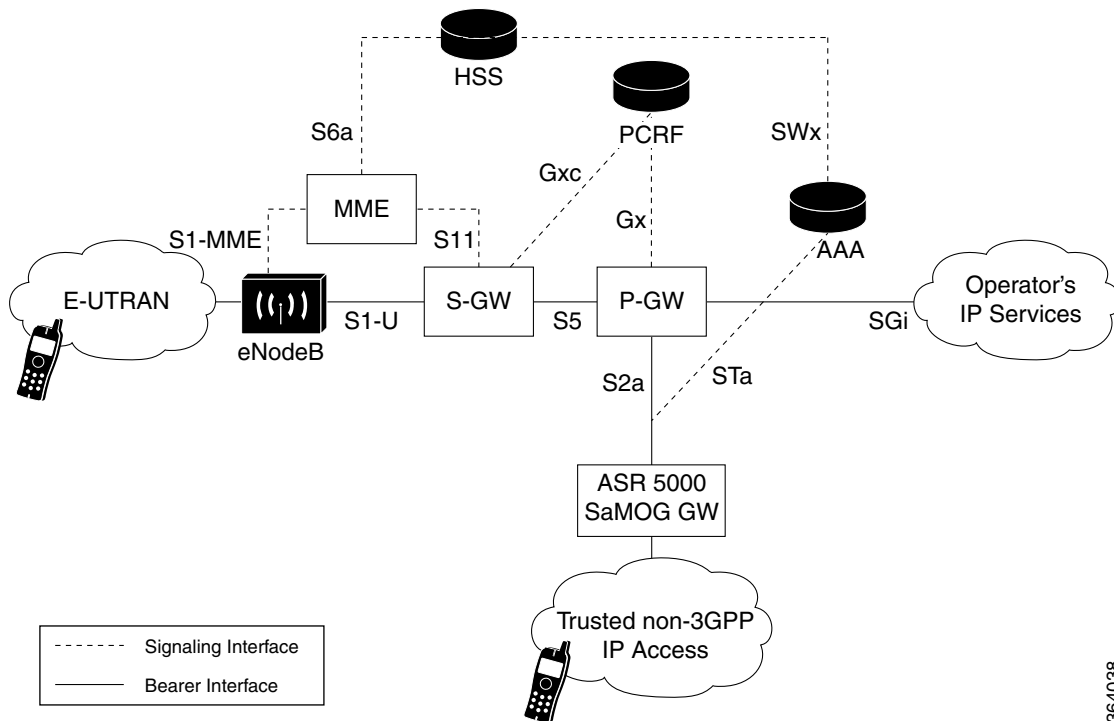 HSS
PCRF
S6a
SWx
Gxc
MME
Gx
S1-MME
S11
AAA
E-UTRAN
S-GW
P-GW
Operator's
IP Services
S1-U
S5
SGi
eNodeB
S2a
STa
ASR 5000
SaMOG GW
Trusted non-3GPP
IP Access
Signaling Interface
Bearer Interface
364038